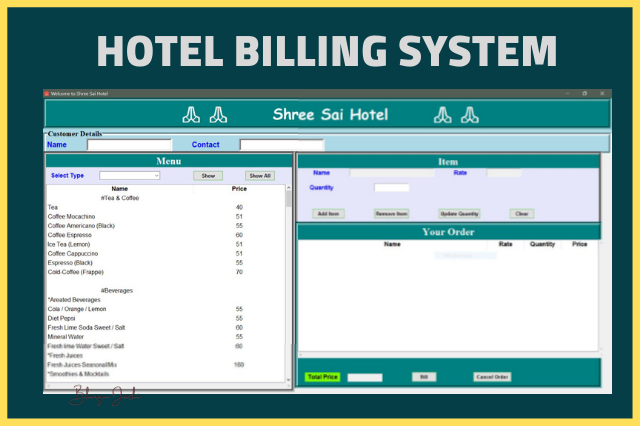 HOTEL BILLING SYSTEM
Welcome to Shree Sai Hotel
Shree Sai Hotel
Customer Details
Name Contact
Menu
Select Type Show Show All
Name Price
#Tea & Coffee
Tea 40
Coffee Mocachino 51
Coffee Americano (Black) 55
Coffee Espresso 60
Ice Tea (Lemon) 51
Coffee Cappuccino 51
Espresso (Black) 55
Cold-Coffee (Frappe) 70
#Beverages
*Areated Beverages
Cola / Orange / Lemon 55
Diet Pepsi 55
Fresh Lime Soda Sweet / Salt 60
Mineral Water 55
Fresh lime Water Sweet / Salt 60
*Fresh Juices
Fresh Juices Seasonal/Mix 160
*Smoothies & Mocktails
Item
Name Rate
Quantity
Add Item Remove Item Update Quantity Clear
Your Order
Name Rate Quantity Price
Total Price Bill Cancel Order